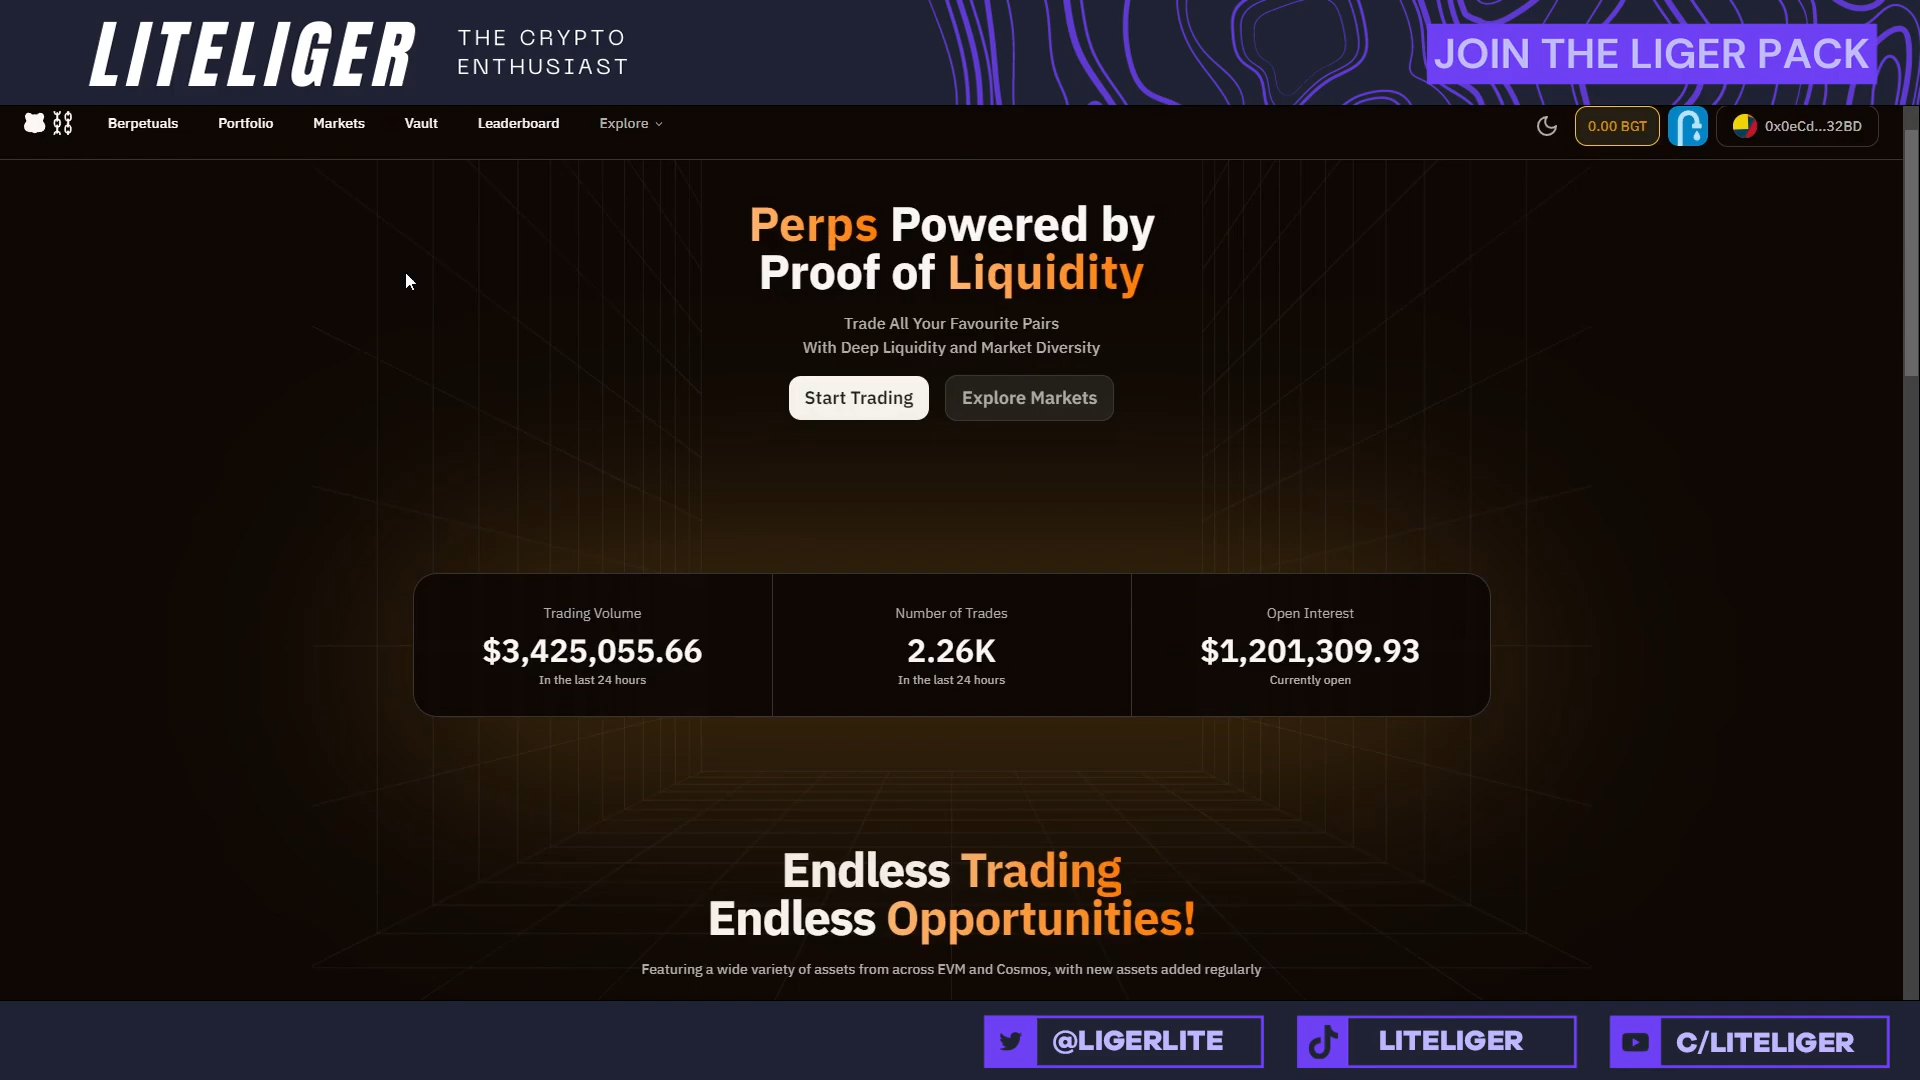 LITELIGER
THE CRYPTO
ENTHUSIAST
JOIN THE LIGER PACK
Berpetuals
Portfolio
Markets
Vault
Leaderboard
Explore
0.00 BGT
0x0eCd...32BD
Perps Powered by
Proof of Liquidity
Trade All Your Favourite Pairs
With Deep Liquidity and Market Diversity
Start Trading
Explore Markets
Trading Volume
$3,425,055.66
In the last 24 hours
Number of Trades
2.26K
In the last 24 hours
Open Interest
$1,201,309.93
Currently open
Endless Trading
Endless Opportunities!
Featuring a wide variety of assets from across EVM and Cosmos, with new assets added regularly
@LIGERLITE
LITELIGER
C/LITELIGER